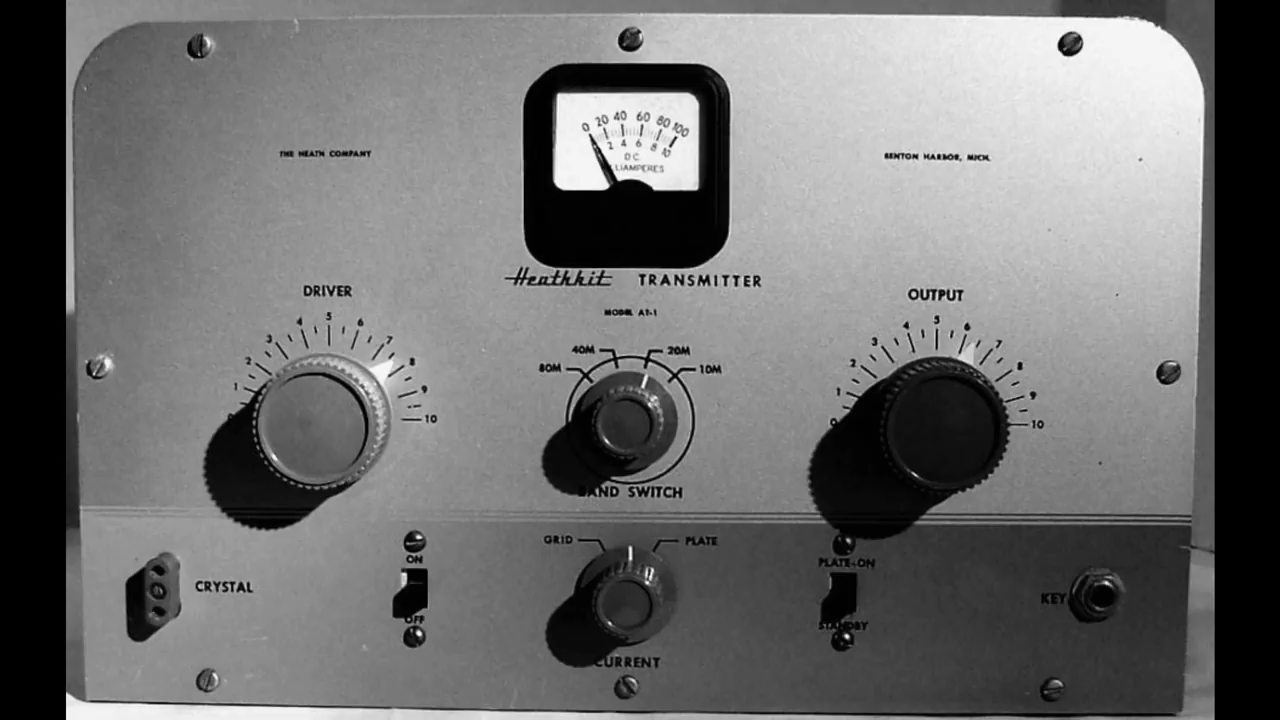 0 20 40 60 80 100
2 4 6 8 10
D.C.
LIAMPERES
THE HEATH COMPANY
BENTON HARBOR, MICH.
Heathkit TRANSMITTER
MODEL AT-1
DRIVER
0 1 2 3 4 5 6 7 8 9 10
80M 40M 20M 10M
BAND SWITCH
OUTPUT
0 1 2 3 4 5 6 7 8 9 10
CRYSTAL
ON
OFF
GRID PLATE
CURRENT
PLATE-ON
STANDBY
KEY